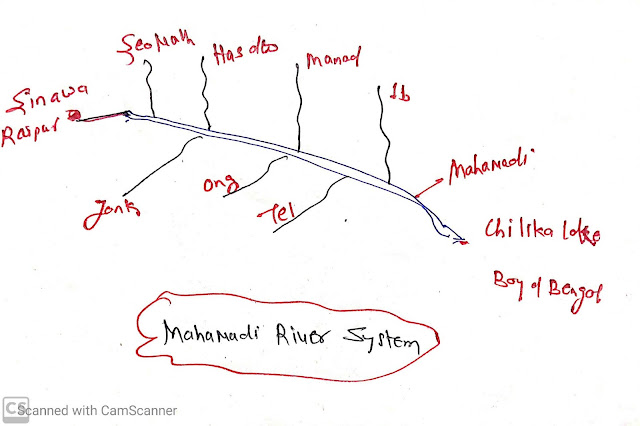 SeoNath
Hasdeo
Manad
Ib
Sinawa
Raipur
Mahanadi
Jonk
Ong
Tel
Chilika lake
Bay of Bengal
Mahanadi River System
CS Scanned with CamScanner